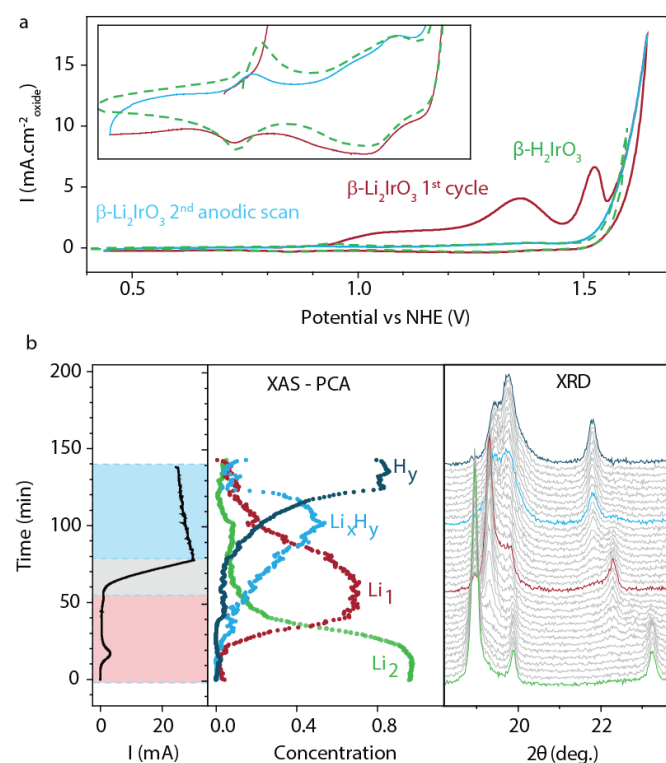 a
I (mA.cm⁻²oxide)
15
10
5
0
β-H₂IrO₃
β-Li₂IrO₃ 1ˢᵗ cycle
β-Li₂IrO₃ 2ⁿᵈ anodic scan
0.5 1.0 1.5
Potential vs NHE (V)
b
200
150
100
50
0
Time (min)
XAS - PCA
XRD
Hy
LixHy
Li₁
Li₂
0 20
0.0 0.4 0.8
20 22
I (mA)
Concentration
2θ (deg.)